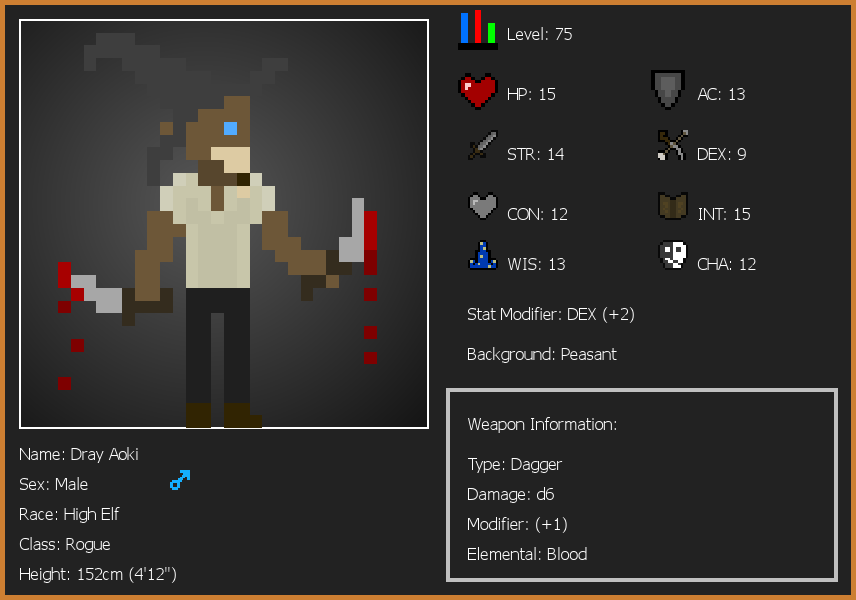 Level: 75
HP: 15
AC: 13
STR: 14
DEX: 9
CON: 12
INT: 15
WIS: 13
CHA: 12
Stat Modifier: DEX (+2)
Background: Peasant
Weapon Information:
Type: Dagger
Damage: d6
Modifier: (+1)
Elemental: Blood
Name: Dray Aoki
Sex: Male
Race: High Elf
Class: Rogue
Height: 152cm (4'12")